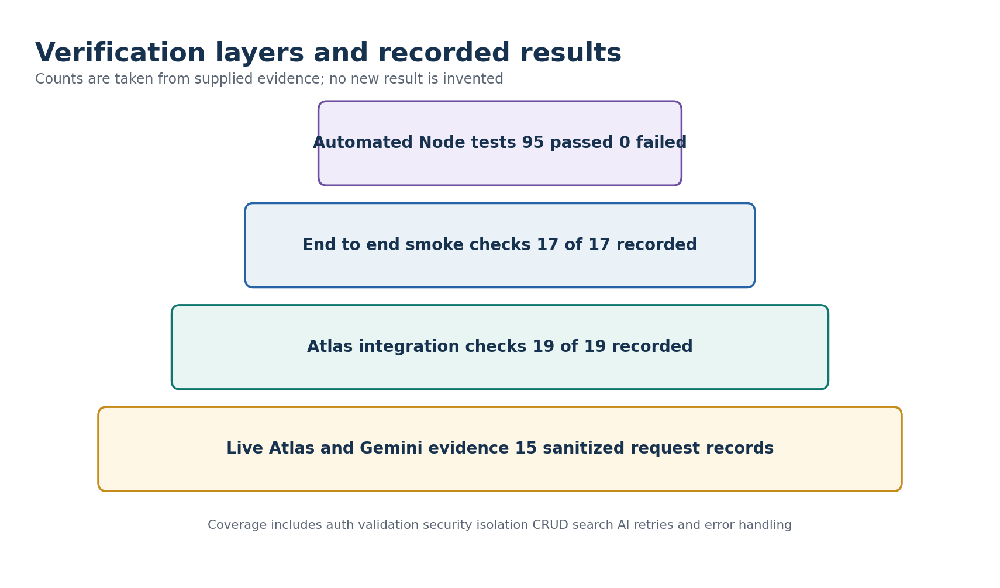 Verification layers and recorded results
Counts are taken from supplied evidence; no new result is invented
Automated Node tests 95 passed 0 failed
End to end smoke checks 17 of 17 recorded
Atlas integration checks 19 of 19 recorded
Live Atlas and Gemini evidence 15 sanitized request records
Coverage includes auth validation security isolation CRUD search AI retries and error handling